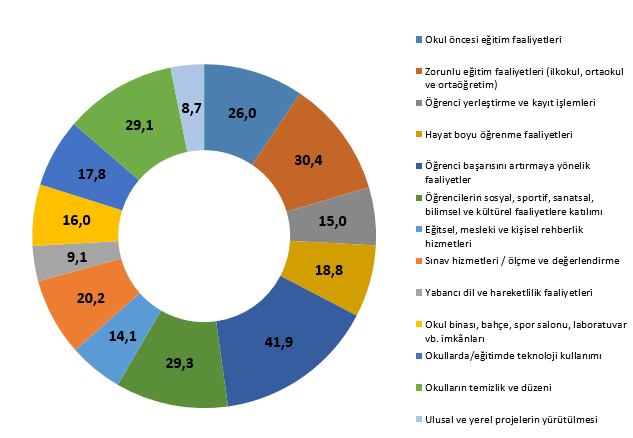 26,0
30,4
15,0
18,8
41,9
29,3
14,1
20,2
9,1
16,0
17,8
29,1
8,7
Okul öncesi eğitim faaliyetleri
Zorunlu eğitim faaliyetleri (ilkokul, ortaokul
ve ortaöğretim)
Öğrenci yerleştirme ve kayıt işlemleri
Hayat boyu öğrenme faaliyetleri
Öğrenci başarısını artırmaya yönelik
faaliyetler
Öğrencilerin sosyal, sportif, sanatsal,
bilimsel ve kültürel faaliyetlere katılımı
Eğitsel, mesleki ve kişisel rehberlik
hizmetleri
Sınav hizmetleri / ölçme ve değerlendirme
Yabancı dil ve hareketlilik faaliyetleri
Okul binası, bahçe, spor salonu, laboratuvar
vb. imkânları
Okullarda/eğitimde teknoloji kullanımı
Okulların temizlik ve düzeni
Ulusal ve yerel projelerin yürütülmesi